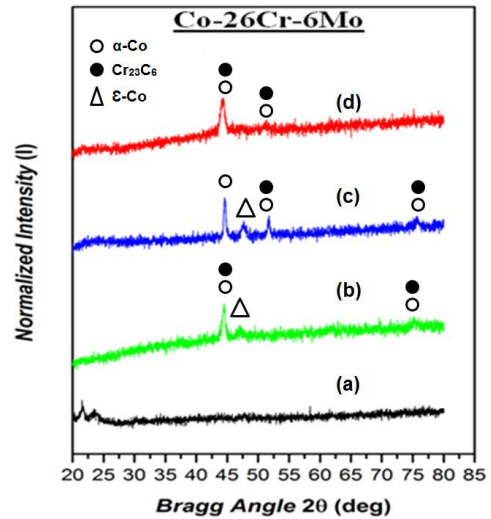 Co-26Cr-6Mo
α-Co
Cr₂₃C₆
Ɛ-Co
(d)
(c)
(b)
(a)
Normalized Intensity (I)
20 25 30 35 40 45 50 55 60 65 70 75 80 85
Bragg Angle 2θ (deg)